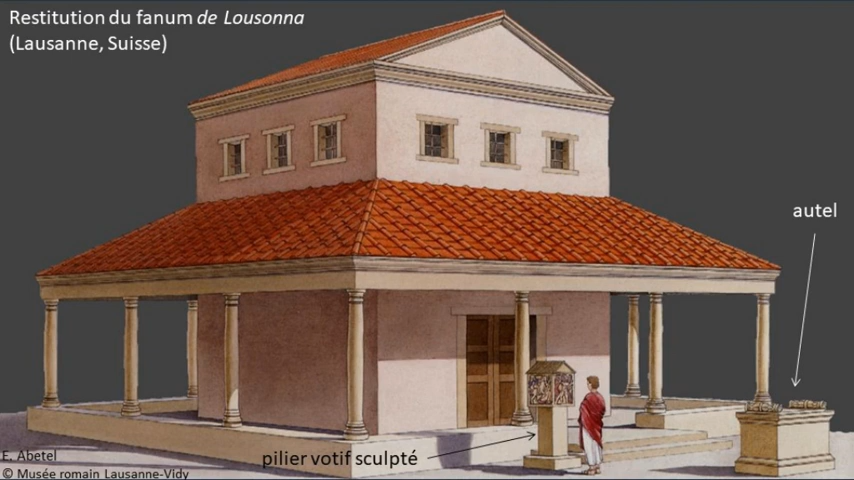 Restitution du fanum de Lousonna
(Lausanne, Suisse)
autel
pilier votif sculpté
E. Abetel
© Musée romain Lausanne-Vidy